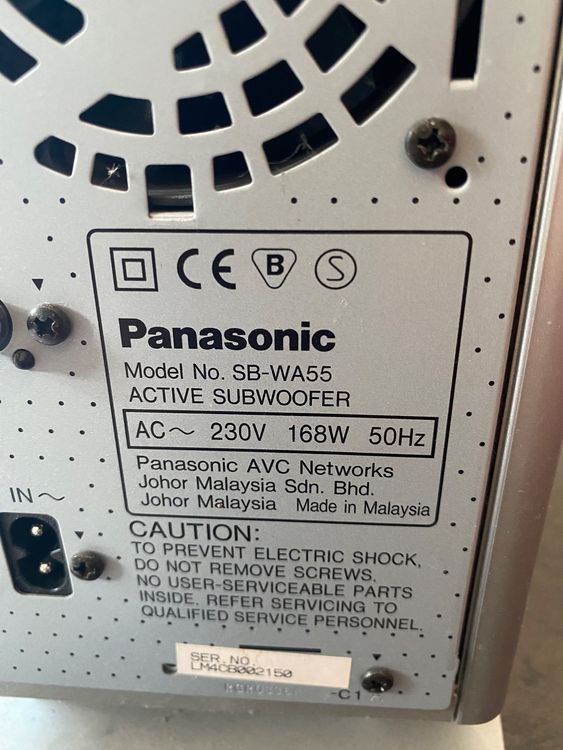 B
S
Panasonic
Model No. SB-WA55
ACTIVE SUBWOOFER
AC～ 230V 168W 50Hz
Panasonic AVC Networks
Johor Malaysia Sdn. Bhd.
Johor Malaysia Made in Malaysia
IN～
CAUTION:
TO PREVENT ELECTRIC SHOCK,
DO NOT REMOVE SCREWS.
NO USER-SERVICEABLE PARTS
INSIDE. REFER SERVICING TO
QUALIFIED SERVICE PERSONNEL.
SER.NO.
LM4CB002150
-C1